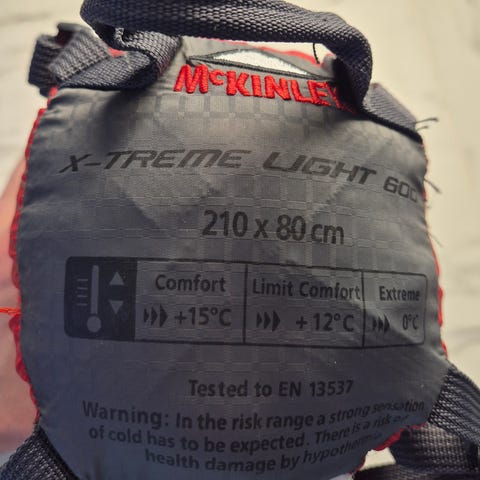 McKINLEY
X-TREME LIGHT 600
210 x 80 cm
Comfort Limit Comfort Extreme
+15°C + 12°C 0°C
Tested to EN 13537
Warning: In the risk range a strong sensation
of cold has to be expected. There is a risk of
health damage by